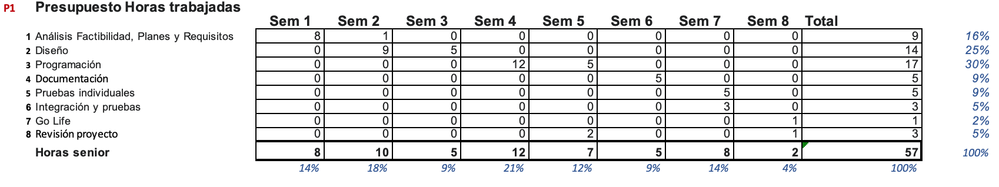 P1 Presupuesto Horas trabajadas
Sem 1 Sem 2 Sem 3 Sem 4 Sem 5 Sem 6 Sem 7 Sem 8 Total
1 Análisis Factibilidad, Planes y Requisitos 8 1 0 0 0 0 0 0 9 16%
2 Diseño 0 9 5 0 0 0 0 0 14 25%
3 Programación 0 0 0 12 5 0 0 0 17 30%
4 Documentación 0 0 0 0 0 5 0 0 5 9%
5 Pruebas individuales 0 0 0 0 0 0 5 0 5 9%
6 Integración y pruebas 0 0 0 0 0 0 3 0 3 5%
7 Go Life 0 0 0 0 0 0 0 1 1 2%
8 Revisión proyecto 0 0 0 0 2 0 0 1 3 5%
Horas senior 8 10 5 12 7 5 8 2 57 100%
14% 18% 9% 21% 12% 9% 14% 4% 100%